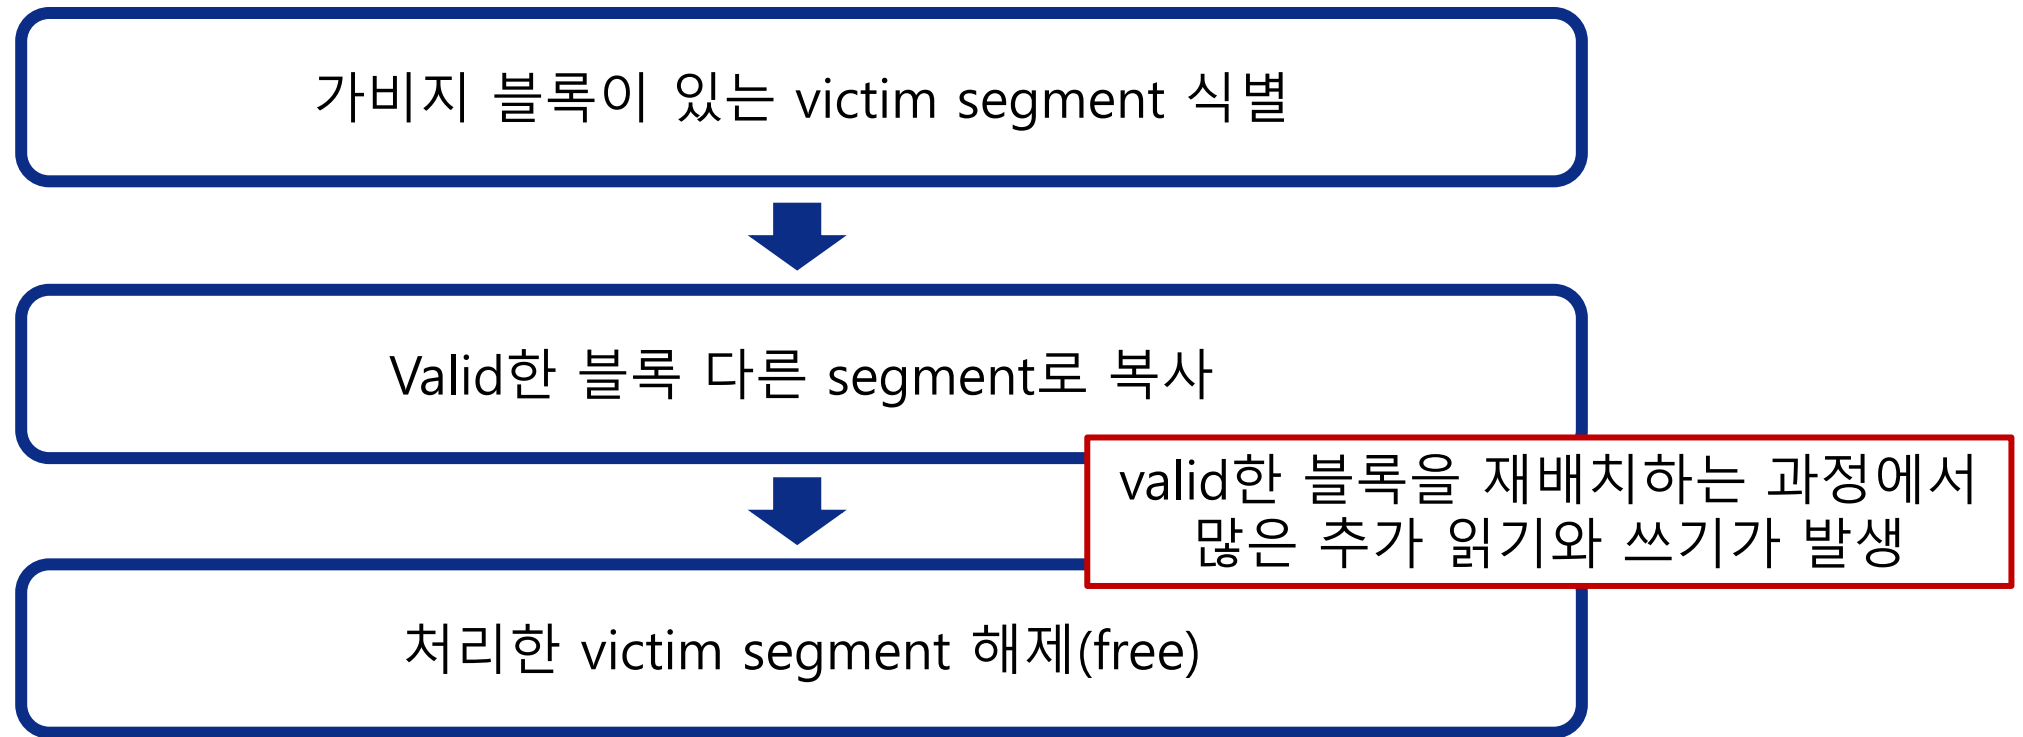 가비지 블록이 있는 victim segment 식별
Valid한 블록 다른 segment로 복사
valid한 블록을 재배치하는 과정에서
많은 추가 읽기와 쓰기가 발생
처리한 victim segment 해제(free)